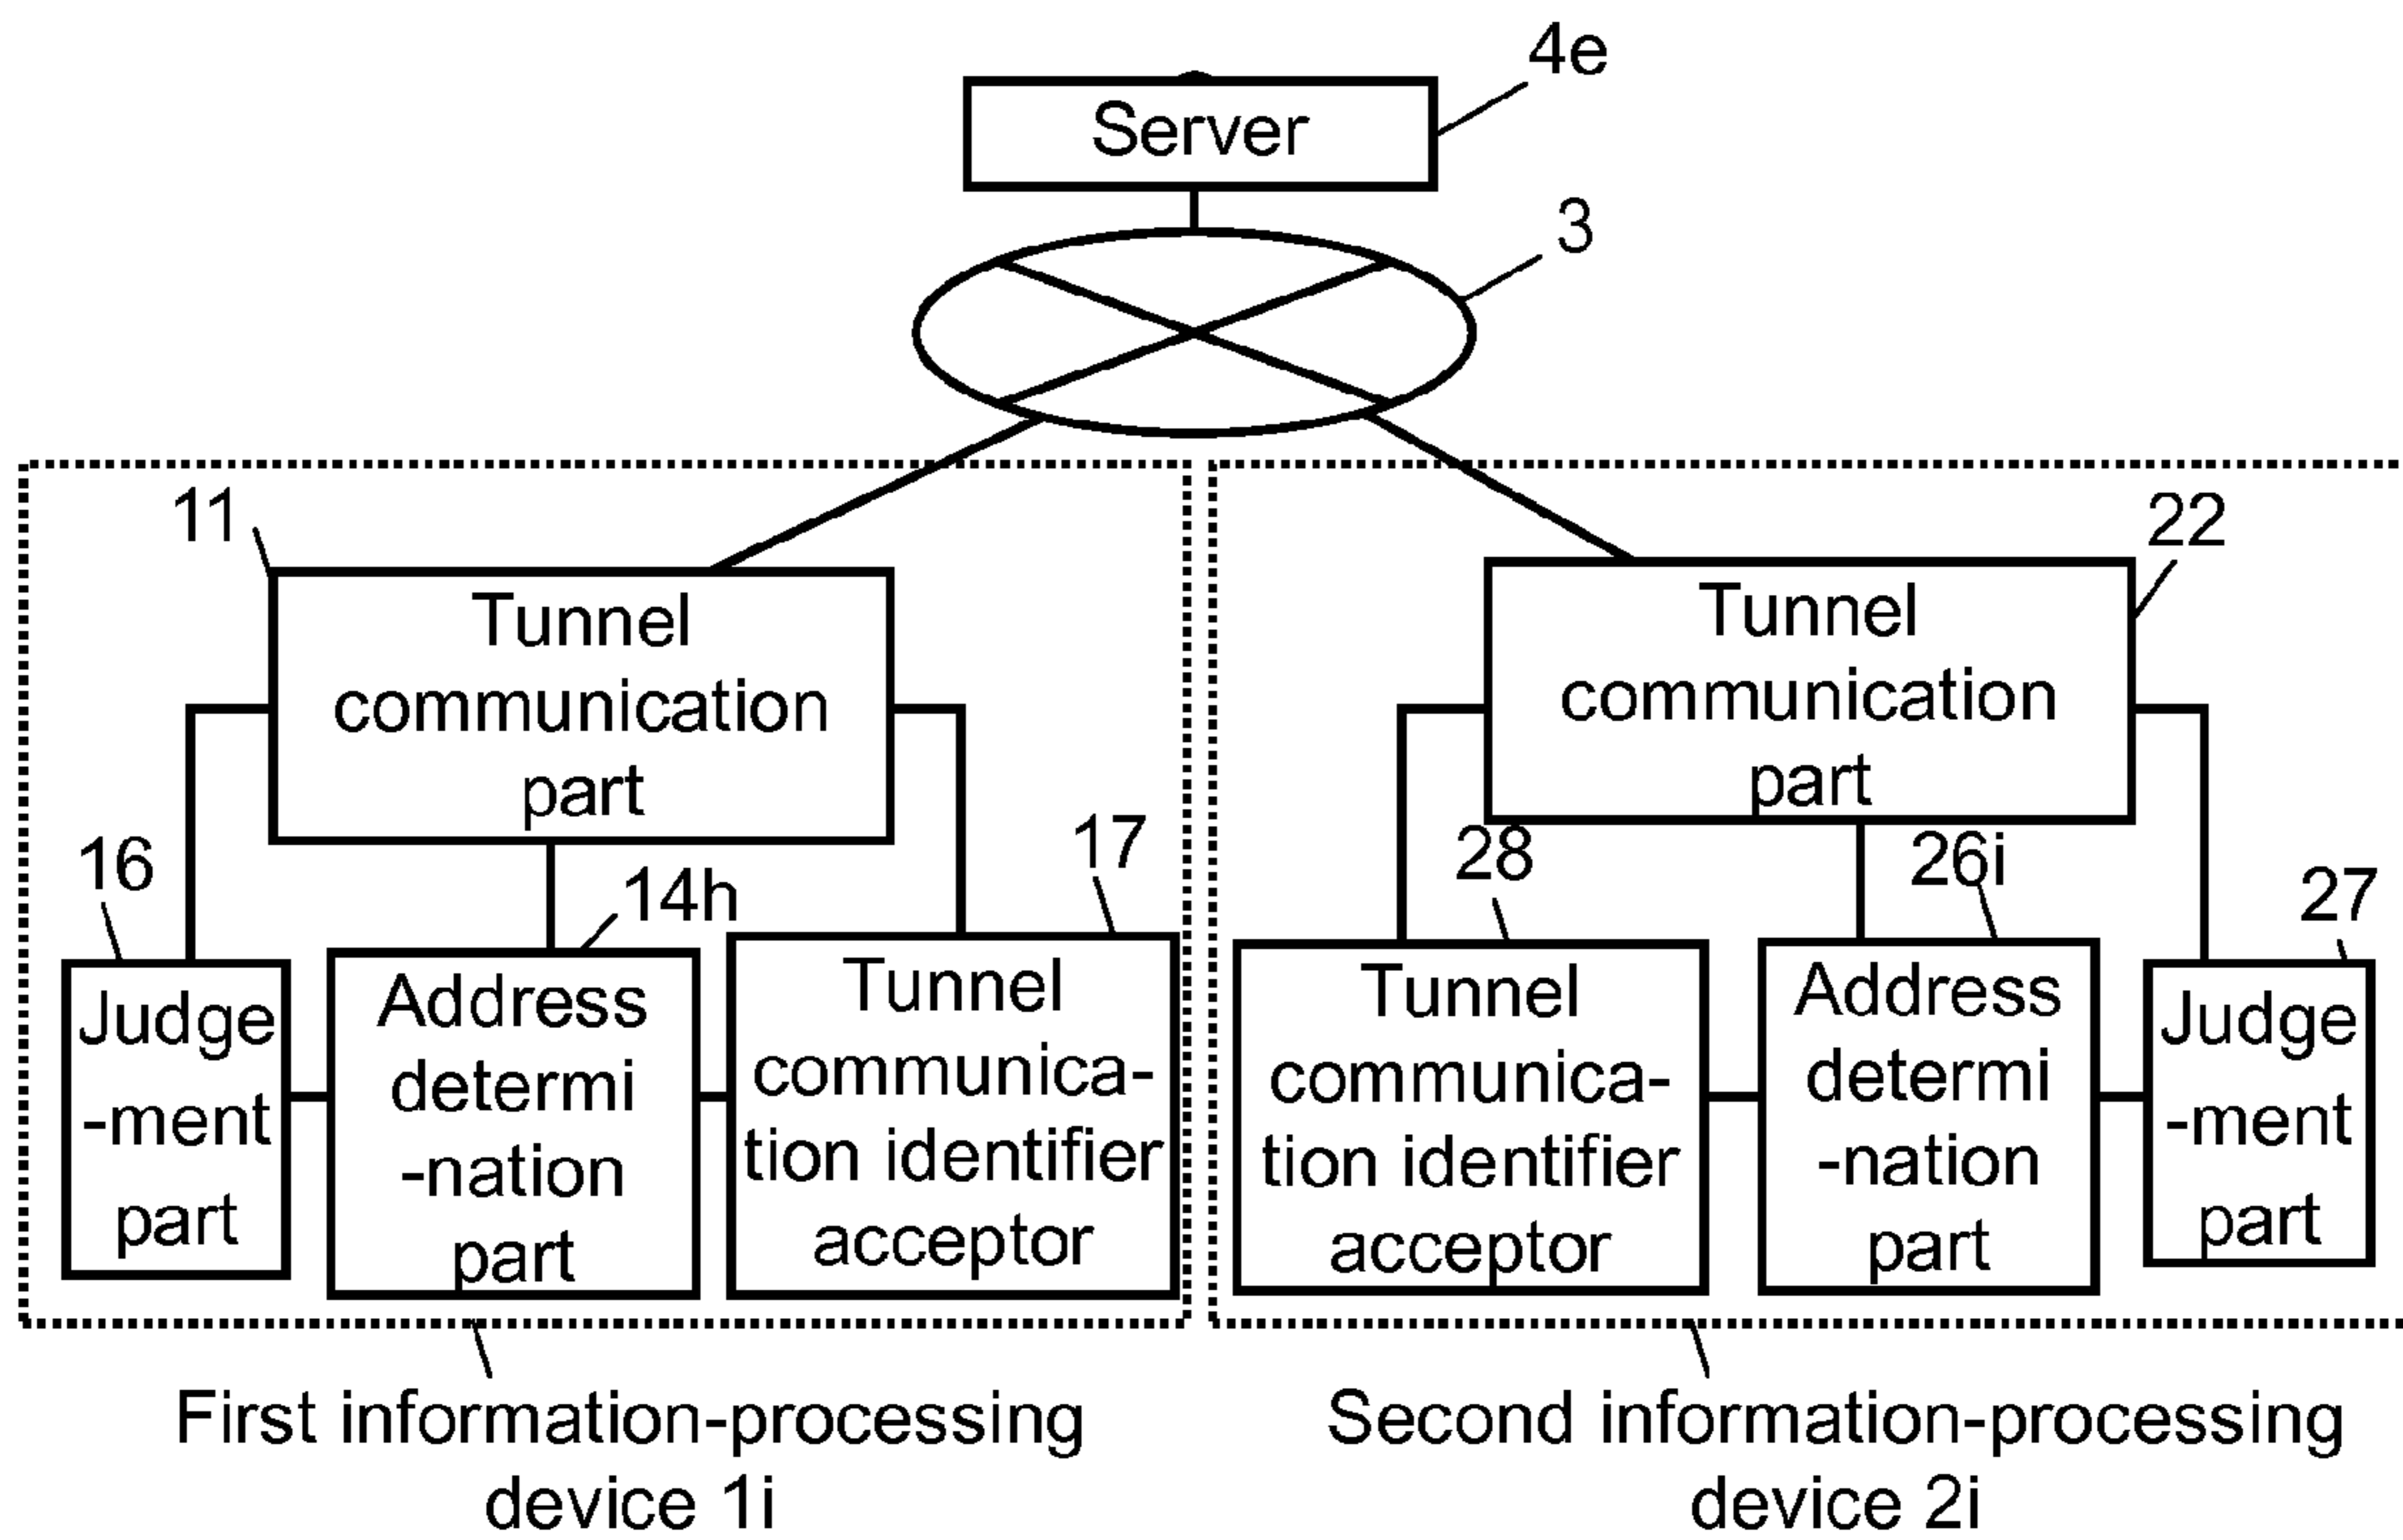 4e
Server
3
11
Tunnel
communication
part
22
Tunnel
communication
part
16
14h
17
28
26i
27
Judge
-ment
part
Address
determi
-nation
part
Tunnel
communica-
tion identifier
acceptor
Tunnel
communica-
tion identifier
acceptor
Address
determi
-nation
part
Judge
-ment
part
First information-processing
device 1i
Second information-processing
device 2i